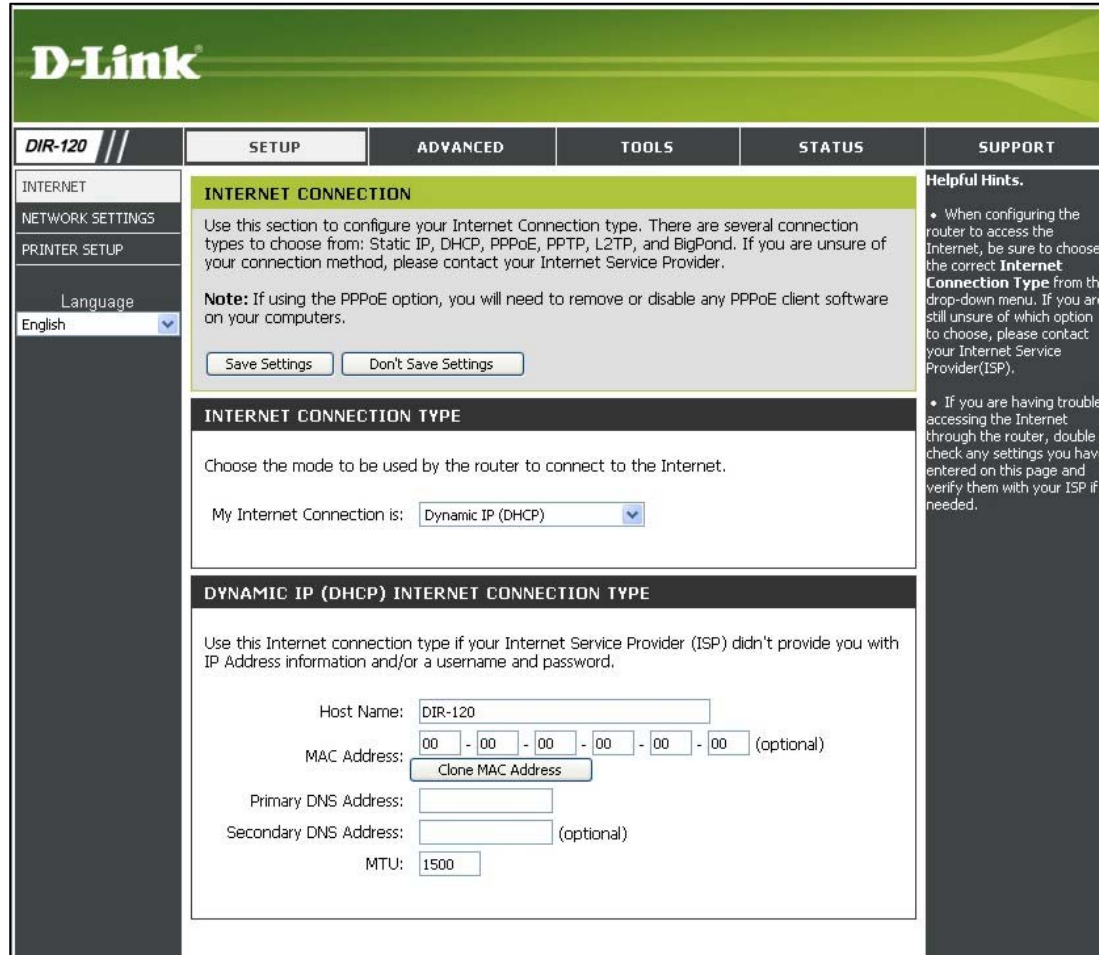 D-Link®
DIR-120
SETUP
ADVANCED
TOOLS
STATUS
SUPPORT
INTERNET
NETWORK SETTINGS
PRINTER SETUP
Language
English
INTERNET CONNECTION
Use this section to configure your Internet Connection type. There are several connection
types to choose from: Static IP, DHCP, PPPoE, PPTP, L2TP, and BigPond. If you are unsure of
your connection method, please contact your Internet Service Provider.
Note: If using the PPPoE option, you will need to remove or disable any PPPoE client software
on your computers.
Save Settings
Don't Save Settings
INTERNET CONNECTION TYPE
Choose the mode to be used by the router to connect to the Internet.
My Internet Connection is: Dynamic IP (DHCP)
DYNAMIC IP (DHCP) INTERNET CONNECTION TYPE
Use this Internet connection type if your Internet Service Provider (ISP) didn't provide you with
IP Address information and/or a username and password.
Host Name: DIR-120
MAC Address: 00 - 00 - 00 - 00 - 00 - 00 (optional)
Clone MAC Address
Primary DNS Address:
Secondary DNS Address: (optional)
MTU: 1500
Helpful Hints.
• When configuring the
router to access the
Internet, be sure to choose
the correct Internet
Connection Type from th
drop-down menu. If you are
still unsure of which option
to choose, please contact
your Internet Service
Provider(ISP).
• If you are having trouble
accessing the Internet
through the router, double
check any settings you hav
entered on this page and
verify them with your ISP if
needed.